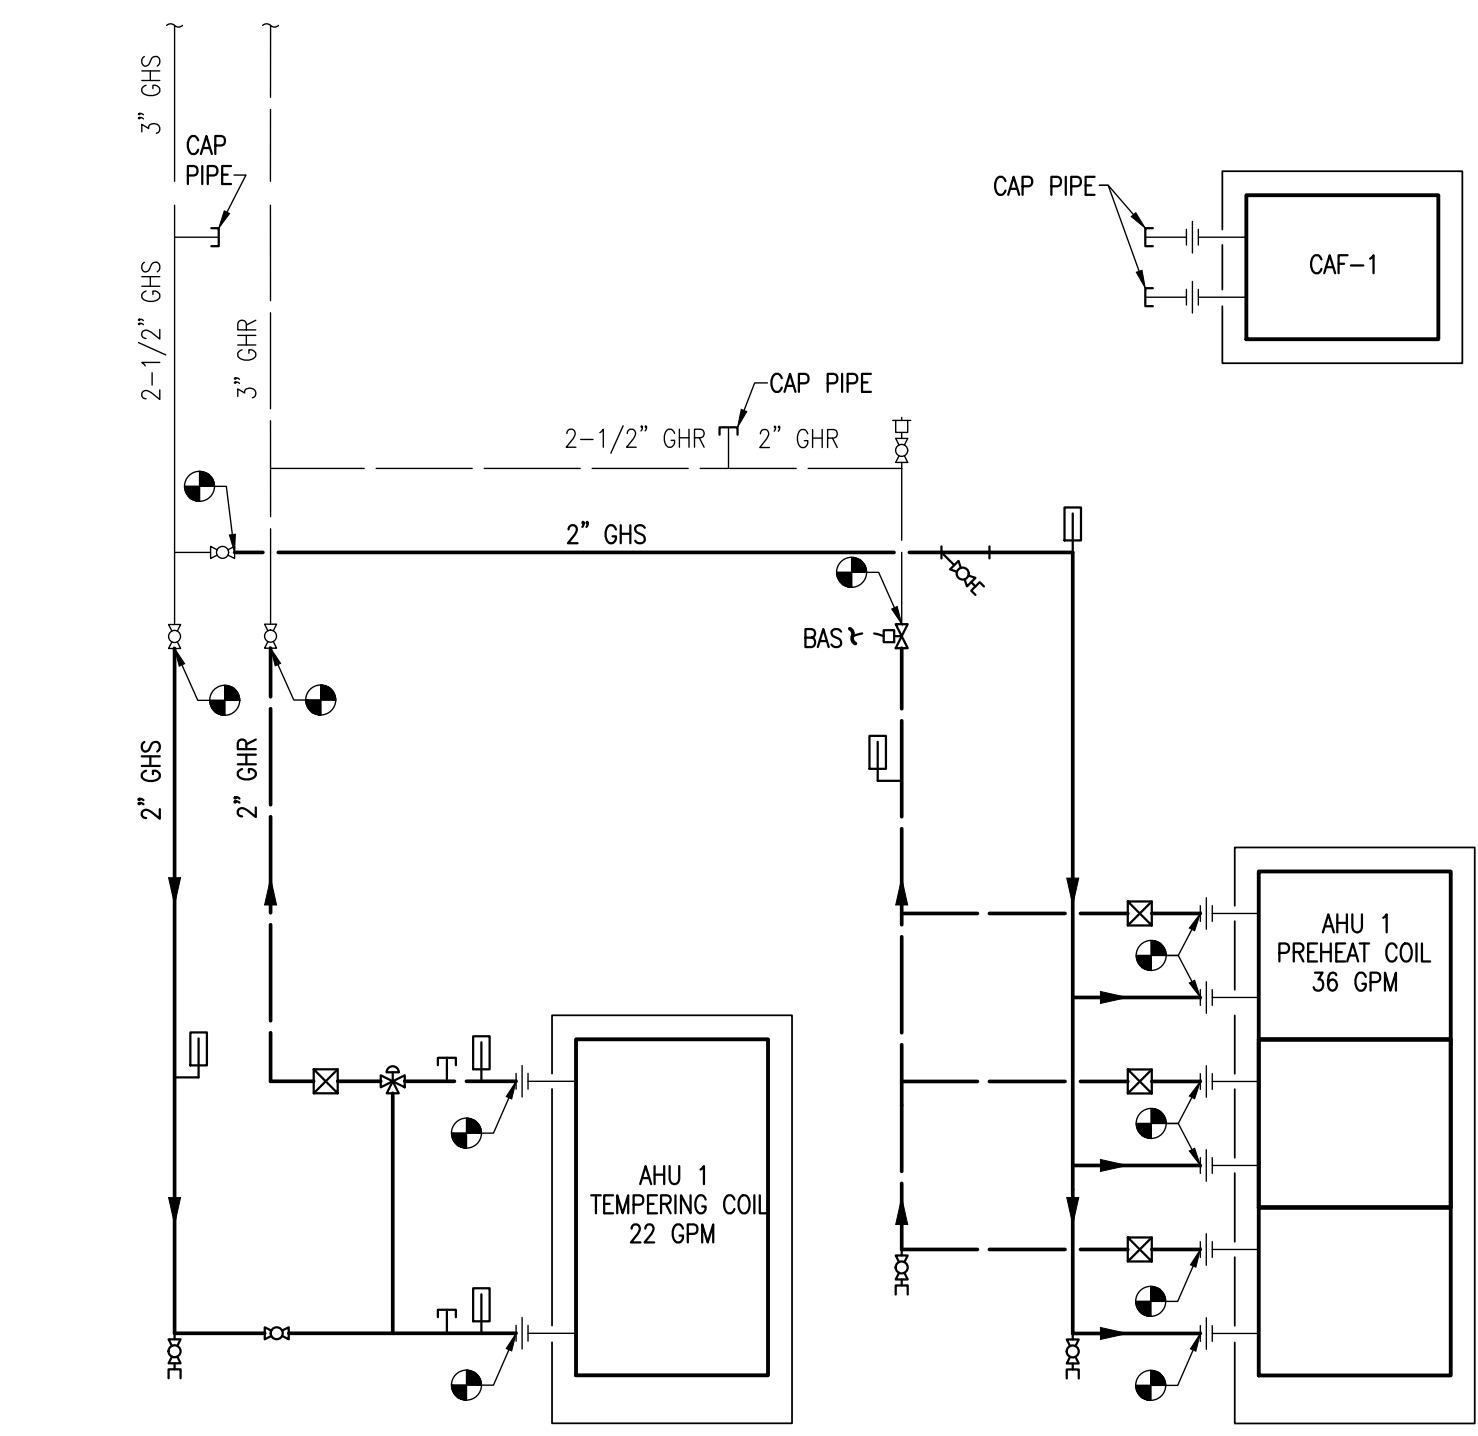 3” GHS
CAP
PIPE
CAP PIPE
CAF-1
2-1/2” GHS
3” GHR
CAP PIPE
2-1/2” GHR
2” GHR
2” GHS
BAS
2” GHS
2” GHR
AHU 1
PREHEAT COIL
36 GPM
AHU 1
TEMPERING COIL
22 GPM